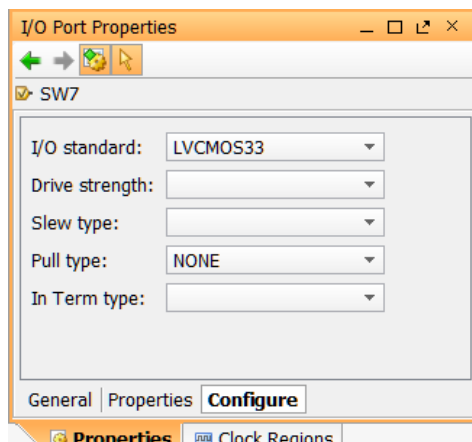 I/O Port Properties
SW7
I/O standard: LVCMOS33
Drive strength:
Slew type:
Pull type: NONE
In Term type:
General Properties Configure
Properties Clock Regions